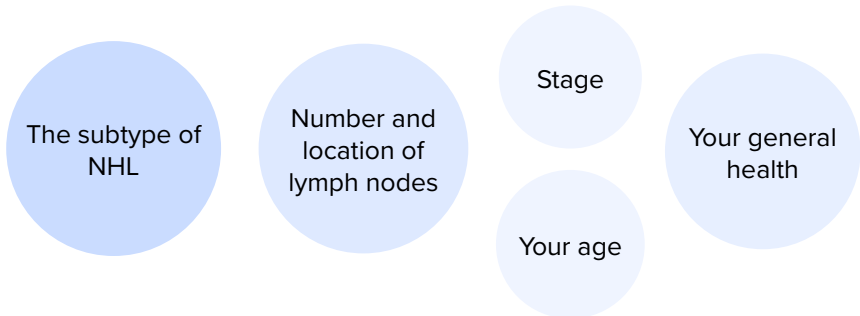 The subtype of
NHL
Number and
location of
lymph nodes
Stage
Your age
Your general
health